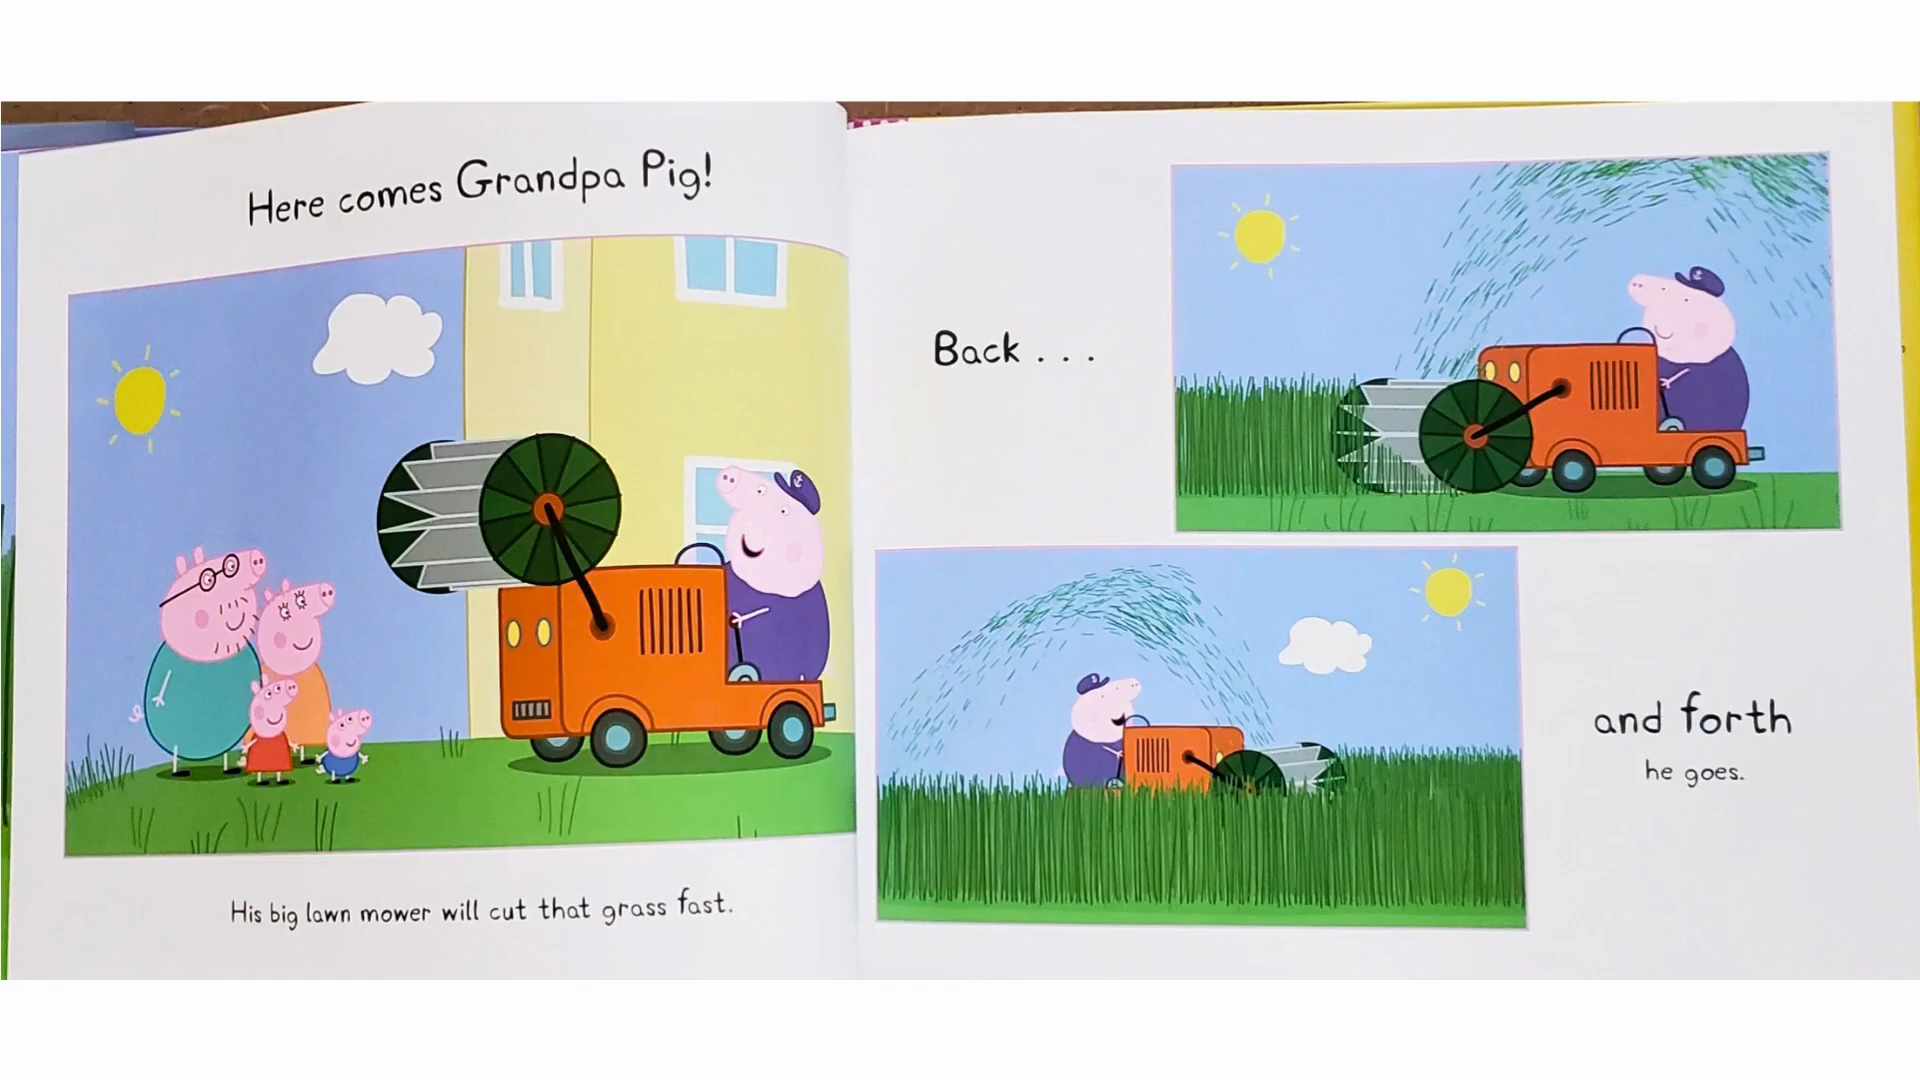 Here comes Grandpa Pig!
His big lawn mower will cut that grass fast.
Back . . .
and forth
he goes.